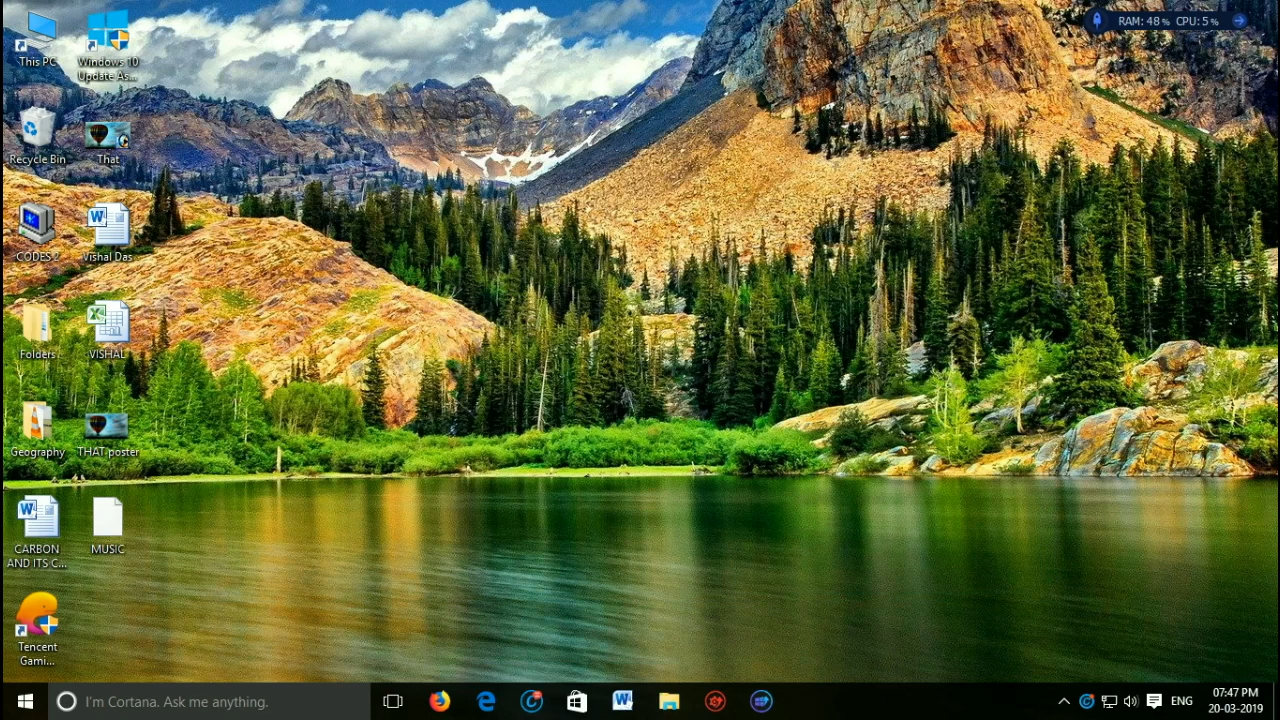 RAM: 48 % CPU: 5 %
This PC
Windows 10
Update As...
Recycle Bin
That
CODES 2
Vishal Das
Folders
VISHAL
Geography
THAT poster
CARBON
AND ITS C...
MUSIC
Tencent
Gami...
I'm Cortana. Ask me anything.
ENG
07:47 PM
20-03-2019